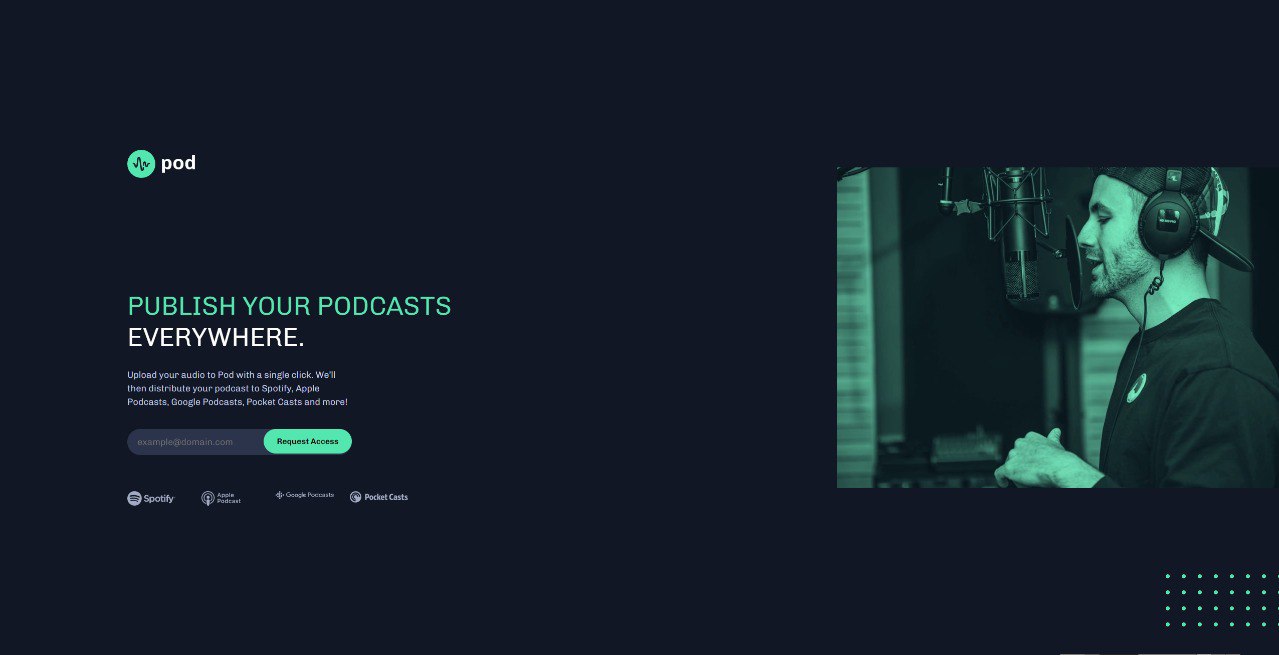 pod
PUBLISH YOUR PODCASTS
EVERYWHERE.
Upload your audio to Pod with a single click. We'll
then distribute your podcast to Spotify, Apple
Podcasts, Google Podcasts, Pocket Casts and more!
example@domain.com Request Access
Spotify
Apple
Podcast
Google Podcasts
Pocket Casts